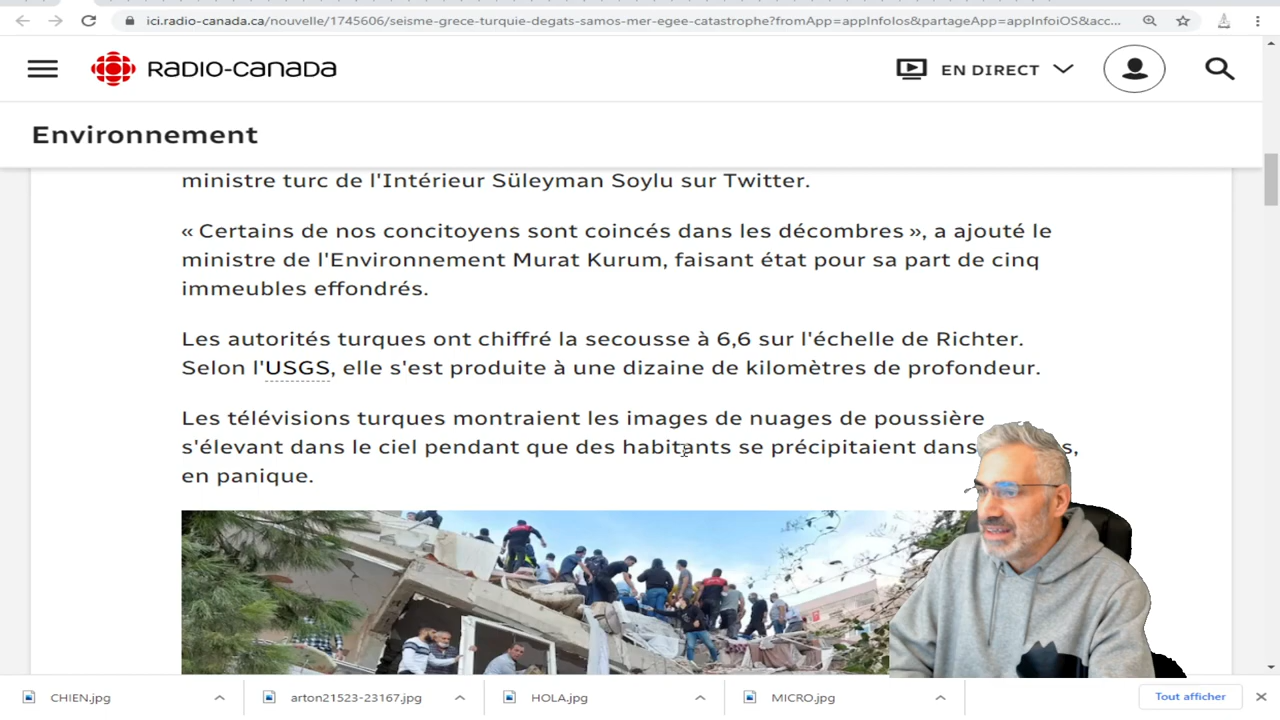 ici.radio-canada.ca/nouvelle/1745606/seisme-grece-turquie-degats-samos-mer-egee-catastrophe?fromApp=appInfoIos&partageApp=appInfoiOS&acc...
RADIO-CANADA
EN DIRECT
Environnement
ministre turc de l'Intérieur Süleyman Soylu sur Twitter.
« Certains de nos concitoyens sont coincés dans les décombres », a ajouté le
ministre de l'Environnement Murat Kurum, faisant état pour sa part de cinq
immeubles effondrés.
Les autorités turques ont chiffré la secousse à 6,6 sur l'échelle de Richter.
Selon l'USGS, elle s'est produite à une dizaine de kilomètres de profondeur.
Les télévisions turques montraient les images de nuages de poussière
s'élevant dans le ciel pendant que des habitants se précipitaient dans
en panique.
CHIEN.jpg
arton21523-23167.jpg
HOLA.jpg
MICRO.jpg
Tout afficher